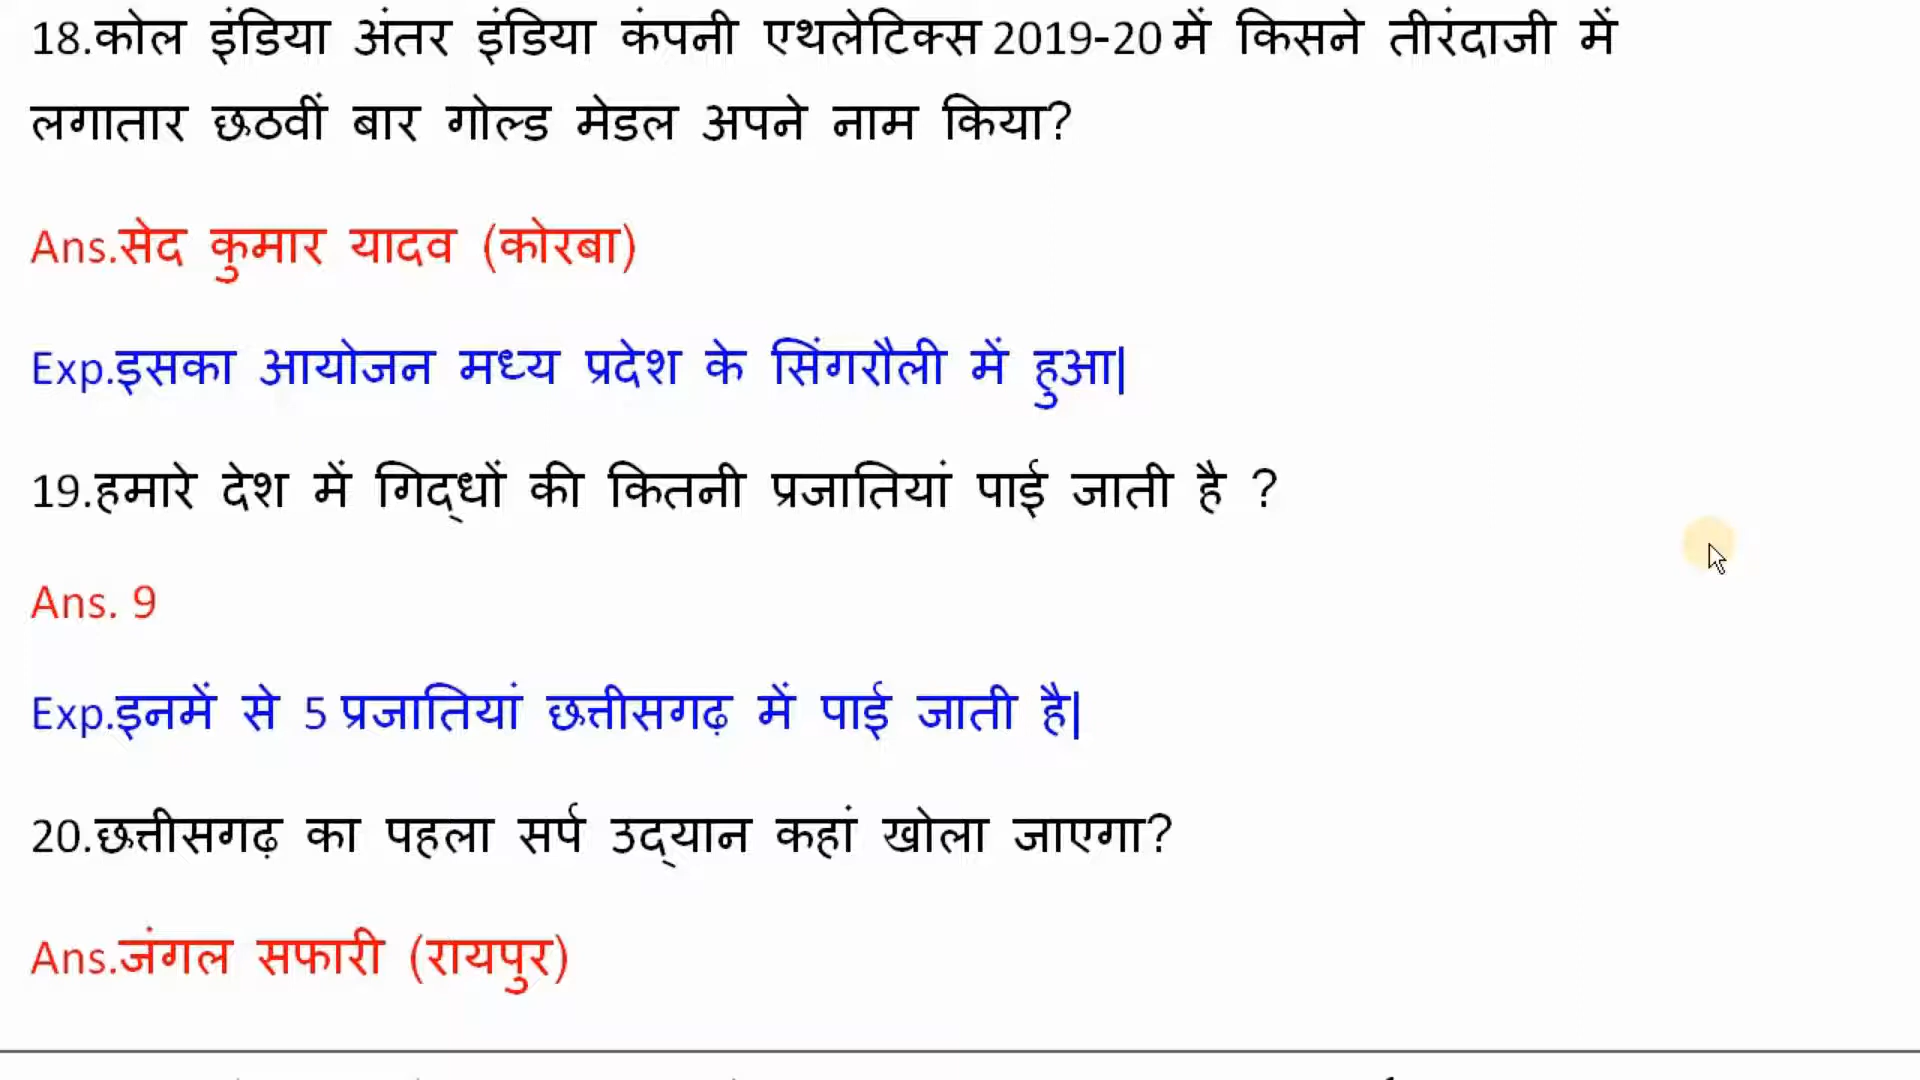 18.कोल इंडिया अंतर इंडिया कंपनी एथलेटिक्स 2019-20 में किसने तीरंदाजी में
लगातार छठवीं बार गोल्ड मेडल अपने नाम किया?
Ans.सेद कुमार यादव (कोरबा)
Exp.इसका आयोजन मध्य प्रदेश के सिंगरौली में हुआ|
19.हमारे देश में गिद्धों की कितनी प्रजातियां पाई जाती है ?
Ans. 9
Exp.इनमें से 5 प्रजातियां छत्तीसगढ़ में पाई जाती है|
20.छत्तीसगढ़ का पहला सर्प उद्यान कहां खोला जाएगा?
Ans.जंगल सफारी (रायपुर)